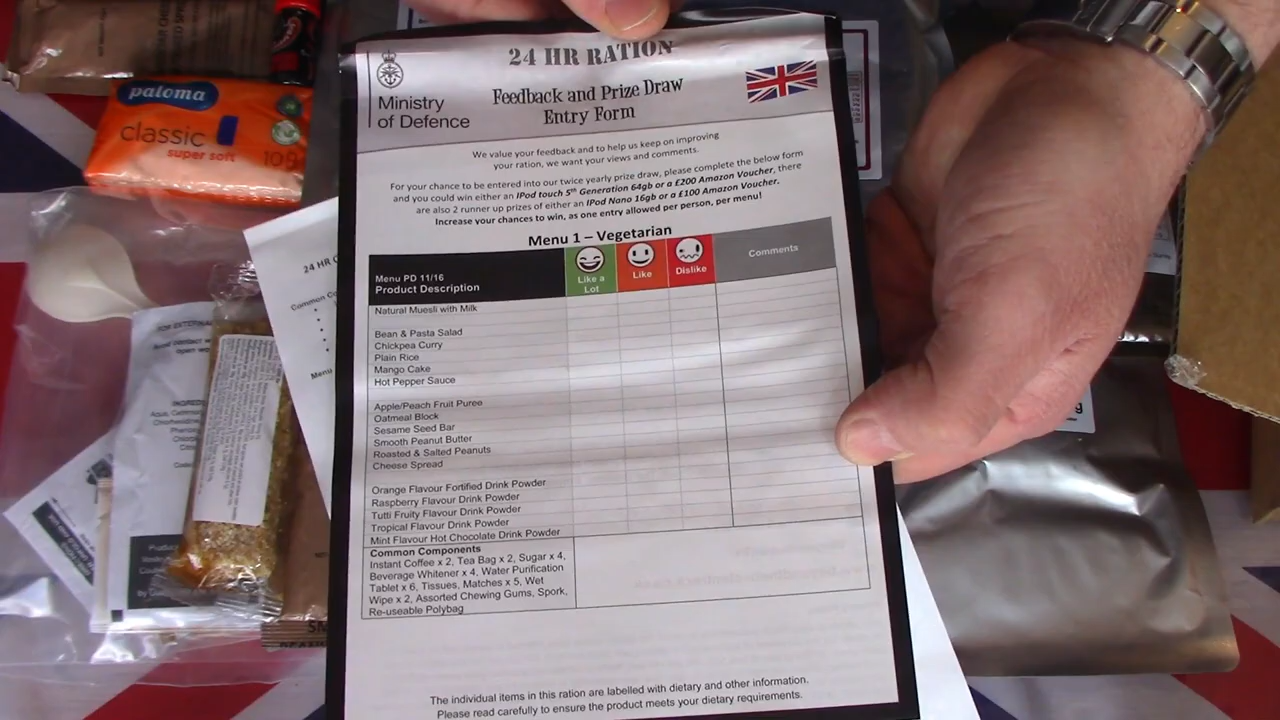 24 HR RATION
Ministry
of Defence
Feedback and Prize Draw
Entry Form
We value your feedback and to help us keep on improving
your ration, we want your views and comments.
For your chance to be entered into our twice yearly prize draw, please complete the below form
and you could win either an IPod touch 5th Generation 64gb or a £200 Amazon Voucher, there
are also 2 runner up prizes of either an IPod Nano 16gb or a £100 Amazon Voucher.
Increase your chances to win, as one entry allowed per person, per menu!
Menu 1 – Vegetarian
Menu PD 11/16
Product Description
Like a
Lot
Like
Dislike
Comments
Natural Muesli with Milk
Bean & Pasta Salad
Chickpea Curry
Plain Rice
Mango Cake
Hot Pepper Sauce
Apple/Peach Fruit Puree
Oatmeal Block
Sesame Seed Bar
Smooth Peanut Butter
Roasted & Salted Peanuts
Cheese Spread
Orange Flavour Fortified Drink Powder
Raspberry Flavour Drink Powder
Tutti Fruity Flavour Drink Powder
Tropical Flavour Drink Powder
Mint Flavour Hot Chocolate Drink Powder
Common Components
Instant Coffee x 2, Tea Bag x 2, Sugar x 4,
Beverage Whitener x 4, Water Purification
Tablet x 6, Tissues, Matches x 5, Wet
Wipe x 2, Assorted Chewing Gums, Spork,
Re-useable Polybag
The individual items in this ration are labelled with dietary and other information.
Please read carefully to ensure the product meets your dietary requirements.
paloma
classic
super soft
24 HR
Common
Menu